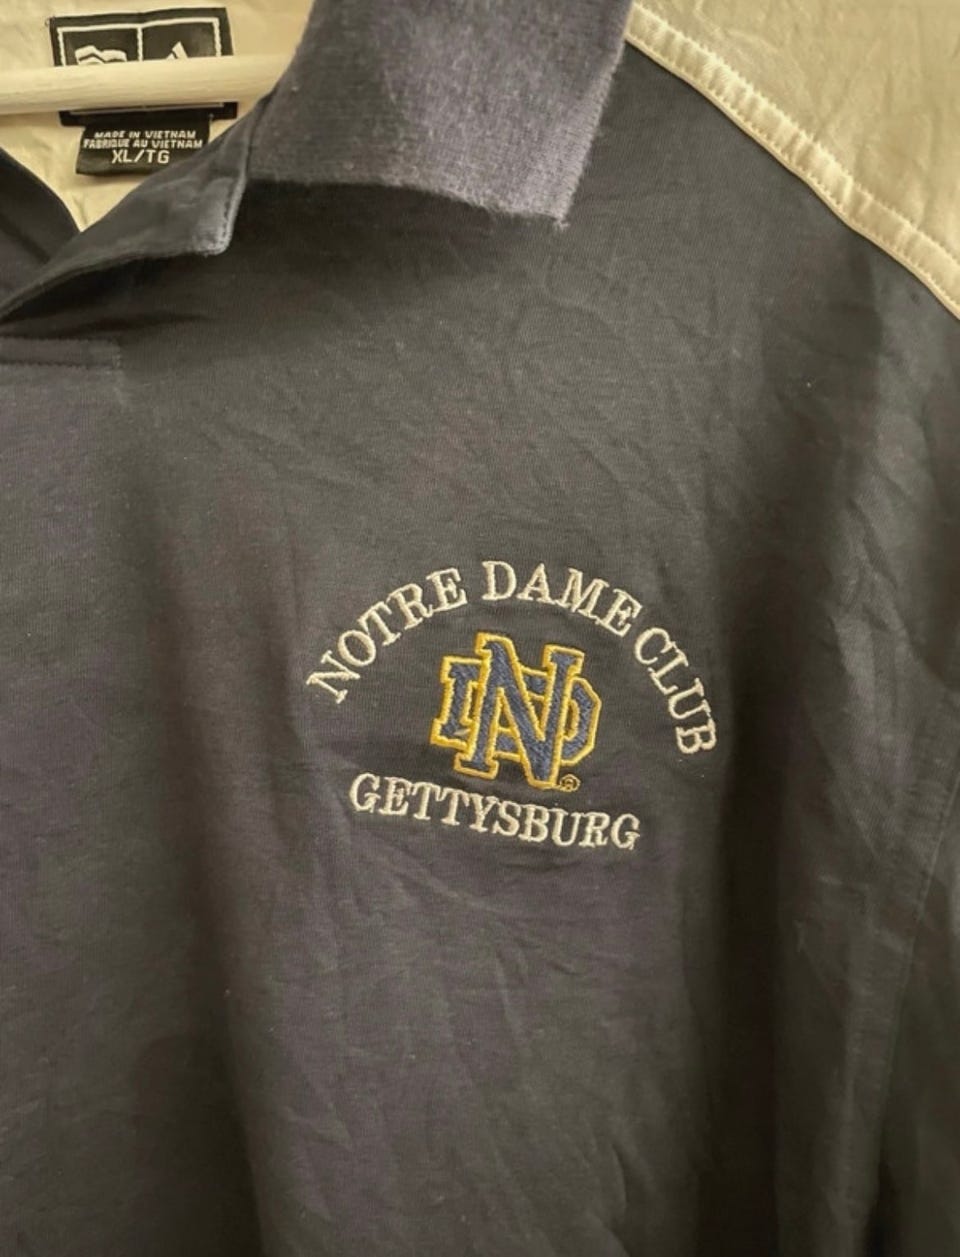 MADE IN VIETNAM
FABRIQUE AU VIETNAM
XL/TG
NOTRE DAME CLUB
ND
®
GETTYSBURG